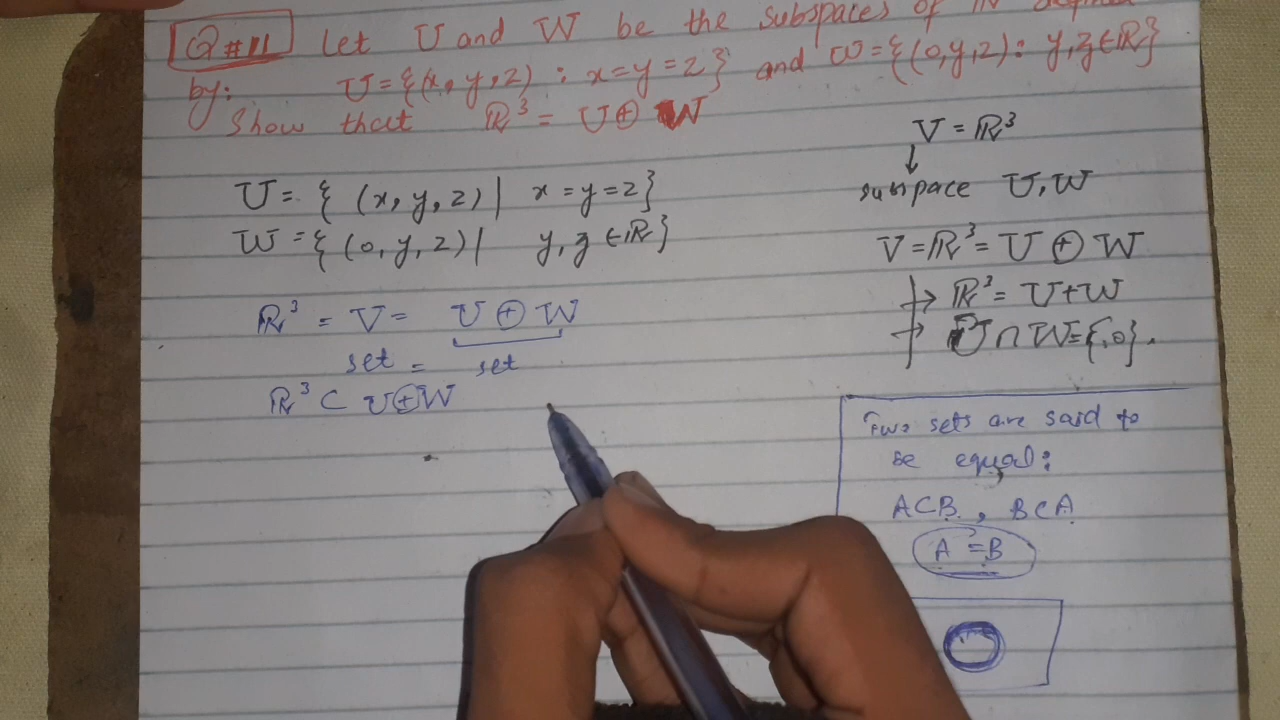 Q#11 Let U and W be the subspaces of
by: U={(x,y,z) : x=y=z} and W={(0,y,z): y,z∈ℝ}
Show that ℝ³ = U⊕W
U={(x,y,z)| x=y=z}
W={(0,y,z)| y,z∈ℝ}
ℝ³ = V = U⊕W
set = set
ℝ³ ⊂ U⊕W
V=ℝ³
↓
subspace U,W
V=ℝ³=U⊕W
→ ℝ³=U+W
→ U∩W={0}.
Two sets are said to
be equal:
A⊂B, B⊂A
A=B